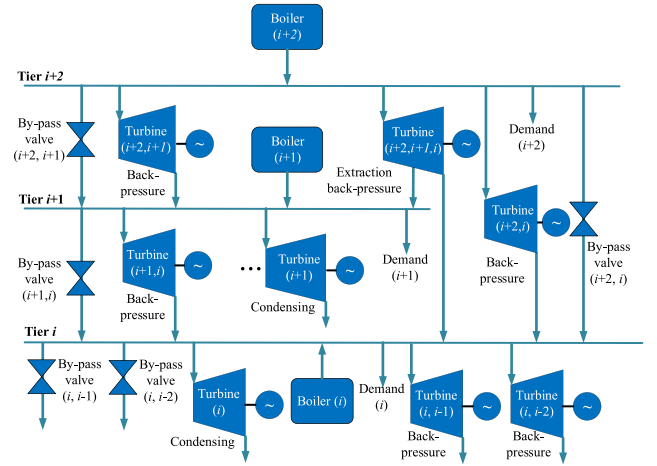 Boiler
(i+2)
Tier i+2
By-pass
valve
(i+2, i+1)
Turbine
(i+2,i+1)
~
Back-
pressure
Boiler
(i+1)
Turbine
(i+2,i+1,i)
~
Extraction
back-pressure
Demand
(i+2)
Turbine
(i+2,i)
~
Back-
pressure
By-pass
valve
(i+2, i)
Tier i+1
By-pass
valve
(i+1,i)
Turbine
(i+1,i)
~
Back-
pressure
...
Turbine
(i+1)
~
Condensing
Demand
(i+1)
Tier i
By-pass
valve
(i, i-1)
By-pass
valve
(i, i-2)
Turbine
(i)
~
Condensing
Boiler (i)
Demand
(i)
Turbine
(i, i-1)
~
Back-
pressure
Turbine
(i, i-2)
~
Back-
pressure